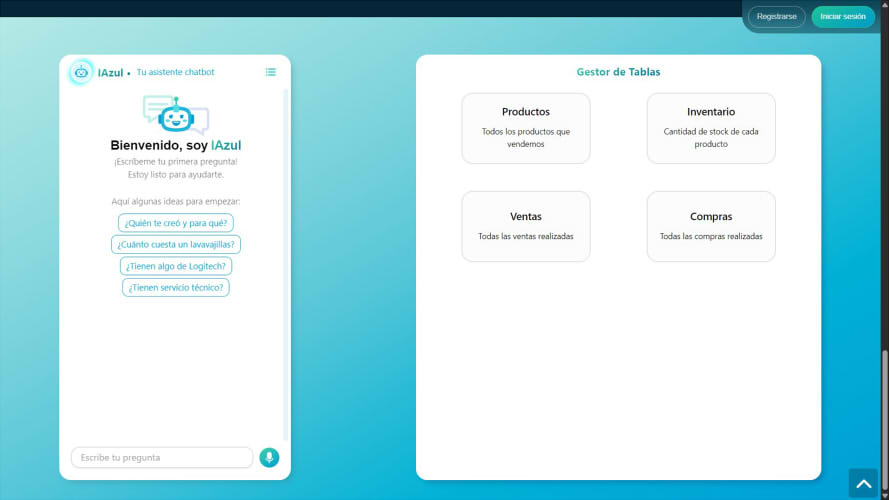 Registrarse
Iniciar sesión
IAzul • Tu asistente chatbot
Bienvenido, soy IAzul
¡Escríbeme tu primera pregunta!
Estoy listo para ayudarte.
Aquí algunas ideas para empezar:
¿Quién te creó y para qué?
¿Cuánto cuesta un lavavajillas?
¿Tienen algo de Logitech?
¿Tienen servicio técnico?
Escribe tu pregunta
Gestor de Tablas
Productos
Todos los productos que
vendemos
Inventario
Cantidad de stock de cada
producto
Ventas
Todas las ventas realizadas
Compras
Todas las compras realizadas